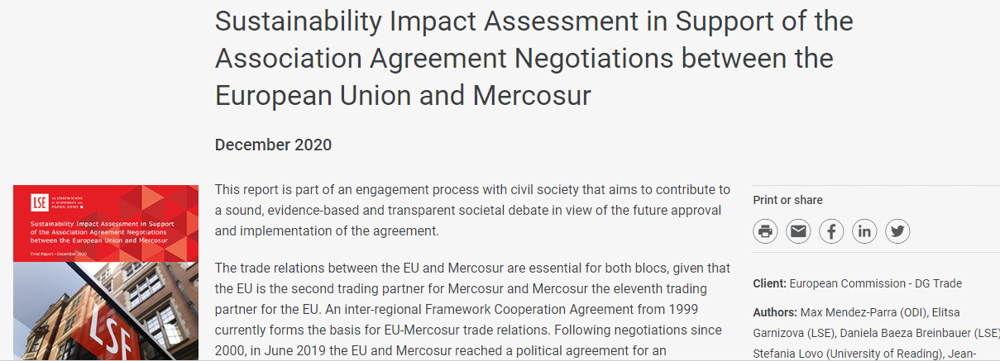 Sustainability Impact Assessment in Support of the
Association Agreement Negotiations between the
European Union and Mercosur
December 2020
LSE
THE LONDON SCHOOL
OF ECONOMICS AND
POLITICAL SCIENCE
Sustainability Impact Assessment in Support
of the Association Agreement Negotiations
between the European Union and Mercosur
Final Report • December 2020
LSE
This report is part of an engagement process with civil society that aims to contribute to
a sound, evidence-based and transparent societal debate in view of the future approval
and implementation of the agreement.
The trade relations between the EU and Mercosur are essential for both blocs, given that
the EU is the second trading partner for Mercosur and Mercosur the eleventh trading
partner for the EU. An inter-regional Framework Cooperation Agreement from 1999
currently forms the basis for EU-Mercosur trade relations. Following negotiations since
2000, in June 2019 the EU and Mercosur reached a political agreement for an
Print or share
Client: European Commission - DG Trade
Authors: Max Mendez-Parra (ODI), Elitsa
Garnizova (LSE), Daniela Baeza Breinbauer (LSE)
Stefania Lovo (University of Reading), Jean-